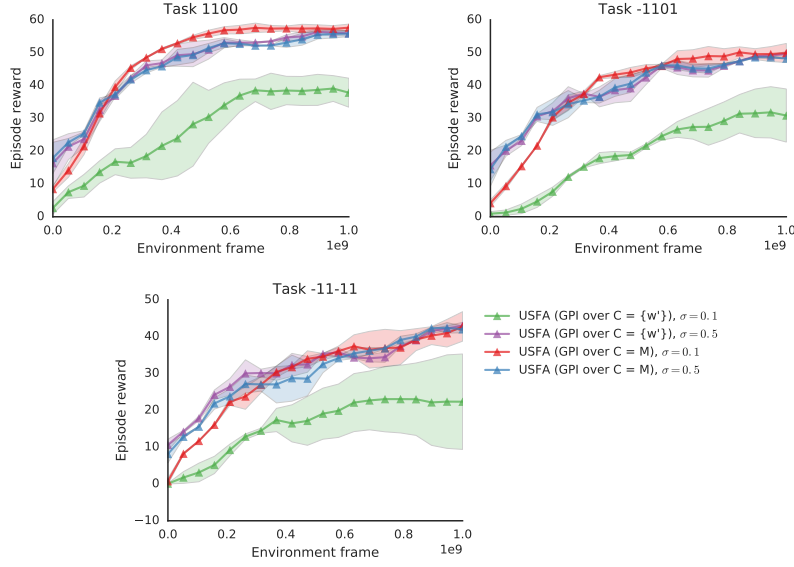 Task 1100
60
50
40
30
20
10
0
Episode reward
0.0 0.2 0.4 0.6 0.8 1.0
Environment frame
1e9
Task -1101
60
50
40
30
20
10
0
Episode reward
0.0 0.2 0.4 0.6 0.8 1.0
Environment frame
1e9
Task -11-11
50
40
30
20
10
0
−10
Episode reward
0.0 0.2 0.4 0.6 0.8 1.0
Environment frame
1e9
USFA (GPI over C = {w'}), σ = 0.1
USFA (GPI over C = {w'}), σ = 0.5
USFA (GPI over C = M), σ = 0.1
USFA (GPI over C = M), σ = 0.5